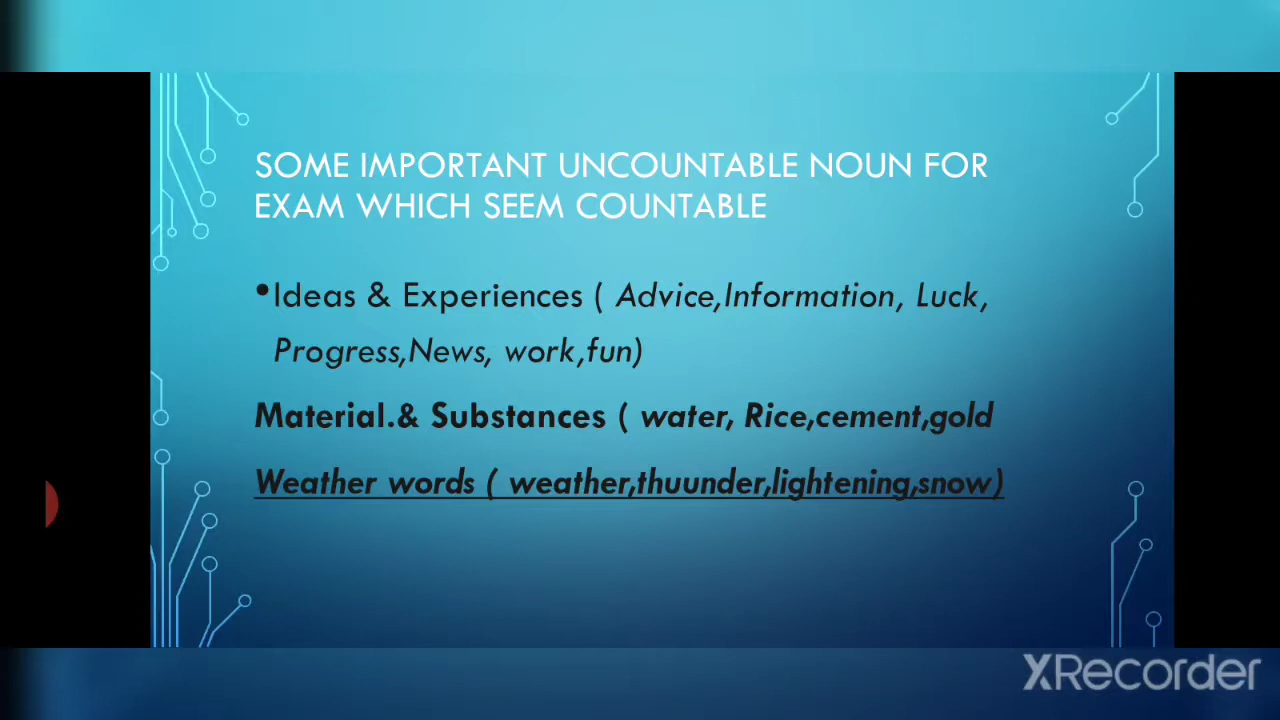 SOME IMPORTANT UNCOUNTABLE NOUN FOR
EXAM WHICH SEEM COUNTABLE
•Ideas & Experiences ( Advice,Information, Luck,
Progress,News, work,fun)
Material.& Substances ( water, Rice,cement,gold
Weather words ( weather,thuunder,lightening,snow)
XRecorder